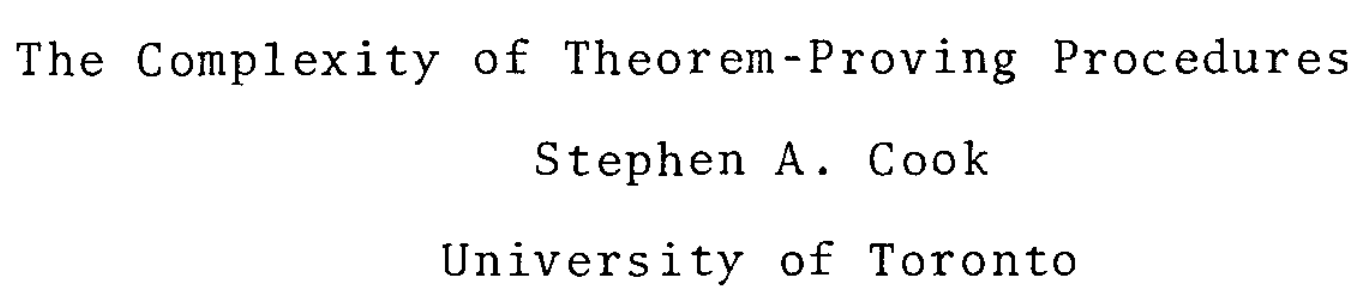 The Complexity of Theorem-Proving Procedures
Stephen A. Cook
University of Toronto